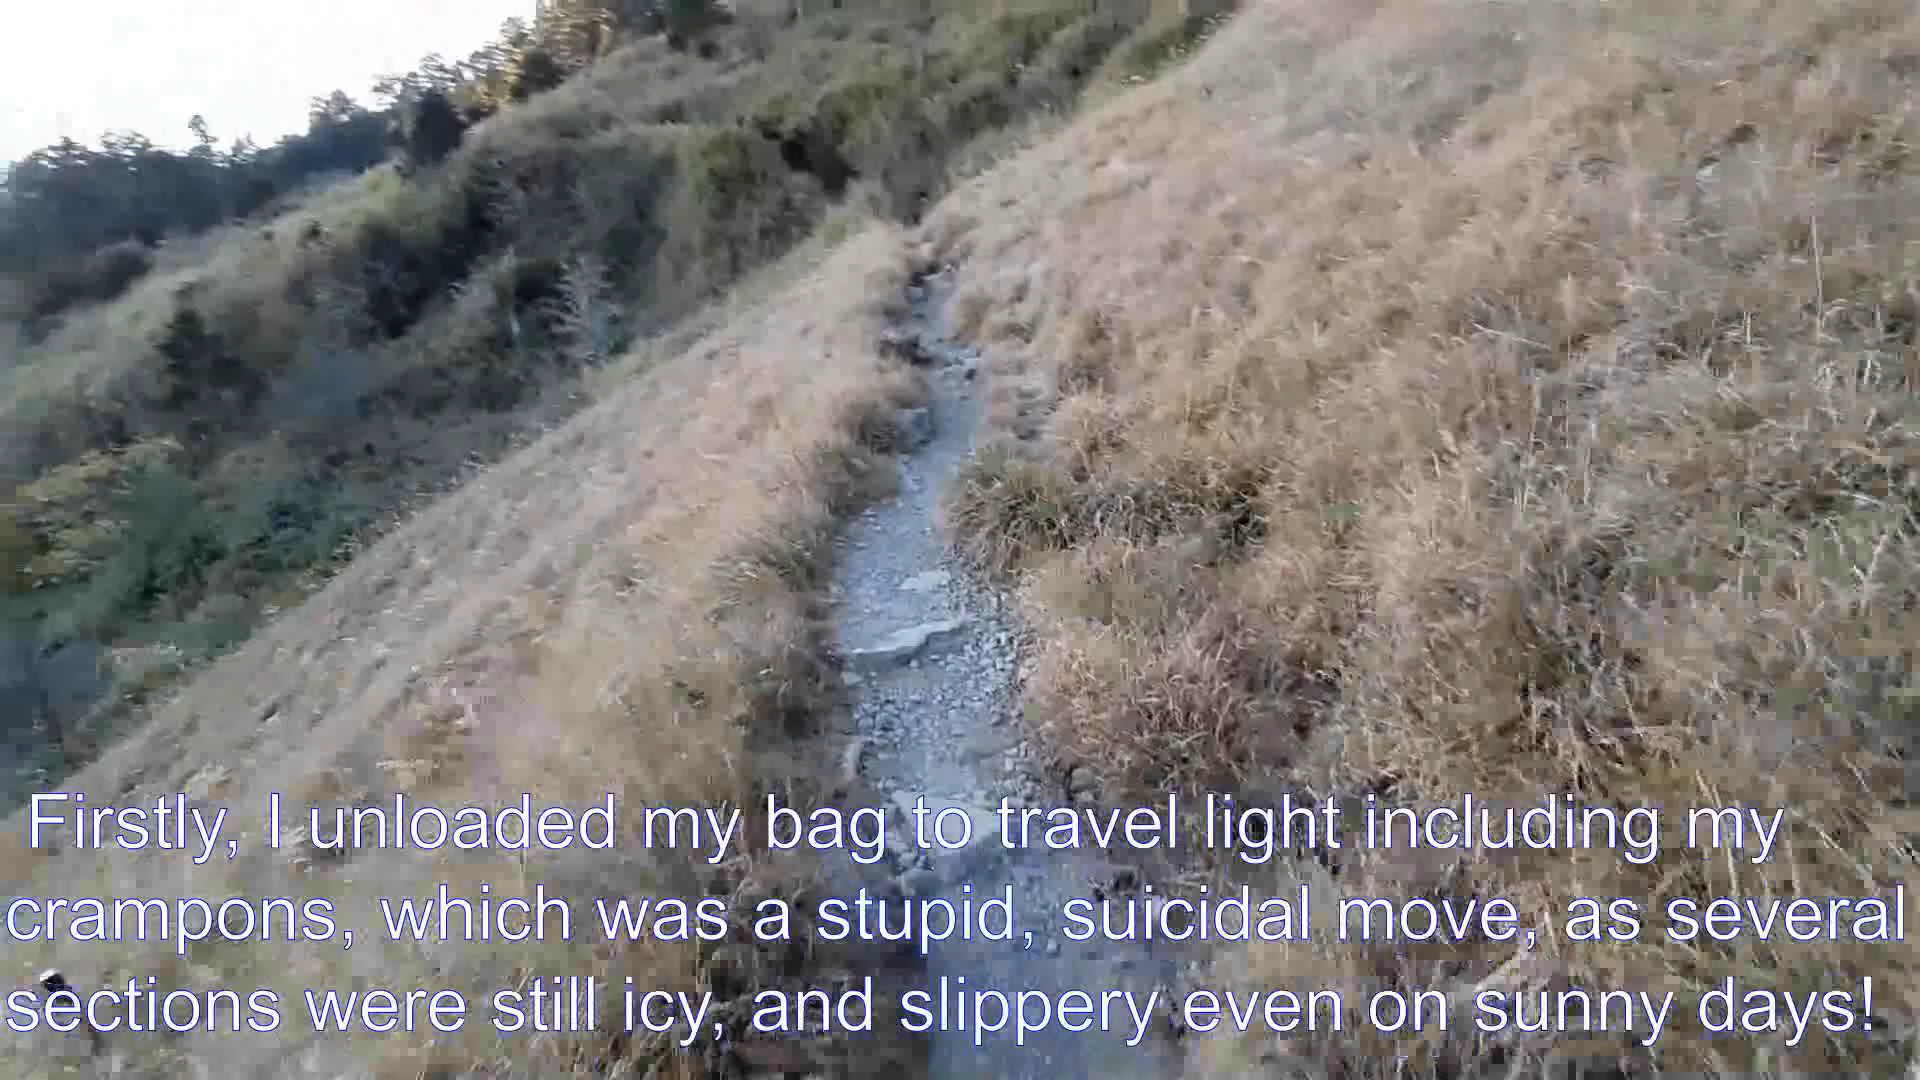 Firstly, I unloaded my bag to travel light including my
crampons, which was a stupid, suicidal move, as several
sections were still icy, and slippery even on sunny days!